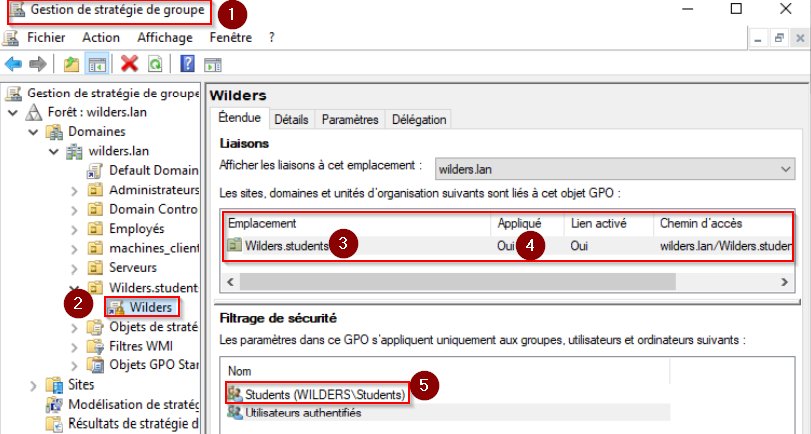 Gestion de stratégie de groupe
1
Fichier Action Affichage Fenêtre ?
Gestion de stratégie de groupe
Forêt : wilders.lan
Domaines
wilders.lan
Default Domain
Administrateurs
Domain Contro
Employés
machines_client
Serveurs
Wilders.student
2
Wilders
Objets de straté
Filtres WMI
Objets GPO Star
Sites
Modélisation de stratég
Résultats de stratégie d
Wilders
Étendue Détails Paramètres Délégation
Liaisons
Afficher les liaisons à cet emplacement : wilders.lan
Les sites, domaines et unités d'organisation suivants sont liés à cet objet GPO :
Emplacement Appliqué Lien activé Chemin d'accès
Wilders.students 3 Oui 4 Oui wilders.lan/Wilders.studen
Filtrage de sécurité
Les paramètres dans ce GPO s'appliquent uniquement aux groupes, utilisateurs et ordinateurs suivants :
Nom
Students (WILDERS\Students) 5
Utilisateurs authentifiés